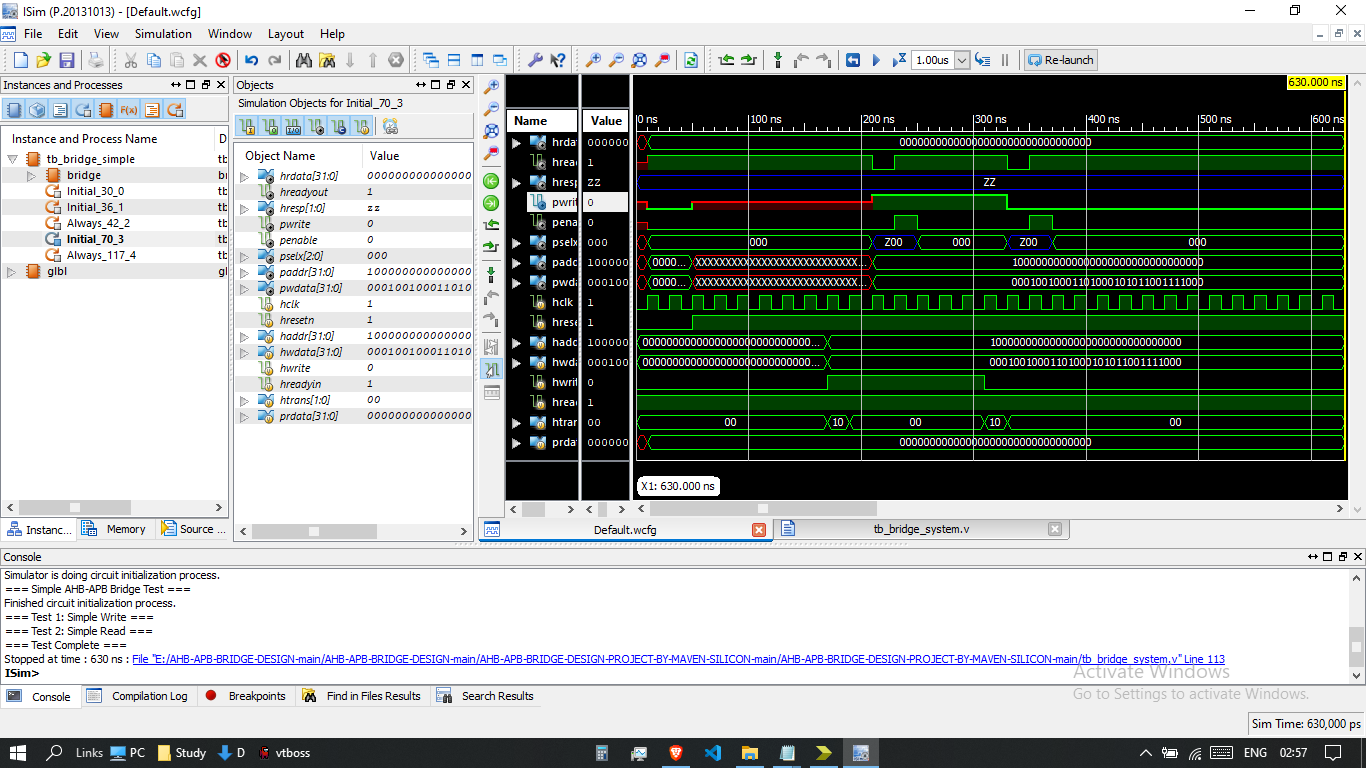 ISim (P.20131013) - [Default.wcfg]
File Edit View Simulation Window Layout Help
1.00us Re-launch
Instances and Processes
Instance and Process Name D
tb_bridge_simple tb
bridge br
Initial_30_0 tb
Initial_36_1 tb
Always_42_2 tb
Initial_70_3 tb
Always_117_4 tb
glbl gl
Instanc... Memory Source ...
Objects
Simulation Objects for Initial_70_3
Object Name Value
hrdata[31:0] 000000000000000
hreadyout 1
hresp[1:0] zz
pwrite 0
penable 0
pselx[2:0] 000
paddr[31:0] 100000000000000
pwdata[31:0] 000100100011010
hclk 1
hresetn 1
haddr[31:0] 100000000000000
hwdata[31:0] 000100100011010
hwrite 0
hreadyin 1
htrans[1:0] 00
prdata[31:0] 000000000000000
630.000 ns
Name Value 0 ns 100 ns 200 ns 300 ns 400 ns 500 ns 600 ns
hrdat 000000 00000000000000000000000000000000
hread 1
hresp ZZ ZZ
pwrit 0
penal 0
pselx 000 000 Z00 000 Z00 000
padd 100000 0000... XXXXXXXXXXXXXXXXXXXXXXXXXX... 10000000000000000000000000000000
pwda 000100 0000... XXXXXXXXXXXXXXXXXXXXXXXXXX... 00010010001101000101011001111000
hclk 1
hrese 1
hadd 100000 00000000000000000000000000... 10000000000000000000000000000000
hwda 000100 00000000000000000000000000... 00010010001101000101011001111000
hwrit 0
hread 1
htran 00 00 10 00 10 00
prdat 000000 00000000000000000000000000000000
X1: 630.000 ns
Default.wcfg tb_bridge_system.v
Console
Simulator is doing circuit initialization process.
=== Simple AHB-APB Bridge Test ===
Finished circuit initialization process.
=== Test 1: Simple Write ===
=== Test 2: Simple Read ===
=== Test Complete ===
Stopped at time : 630 ns : File "E:/AHB-APB-BRIDGE-DESIGN-main/AHB-APB-BRIDGE-DESIGN-main/AHB-APB-BRIDGE-DESIGN-PROJECT-BY-MAVEN-SILICON-main/AHB-APB-BRIDGE-DESIGN-PROJECT-BY-MAVEN-SILICON-main/tb_bridge_system.v" Line 113
ISim>
Activate Windows
Go to Settings to activate Windows.
Console Compilation Log Breakpoints Find in Files Results Search Results
Sim Time: 630,000 ps
Links PC Study D vtboss ENG 02:57